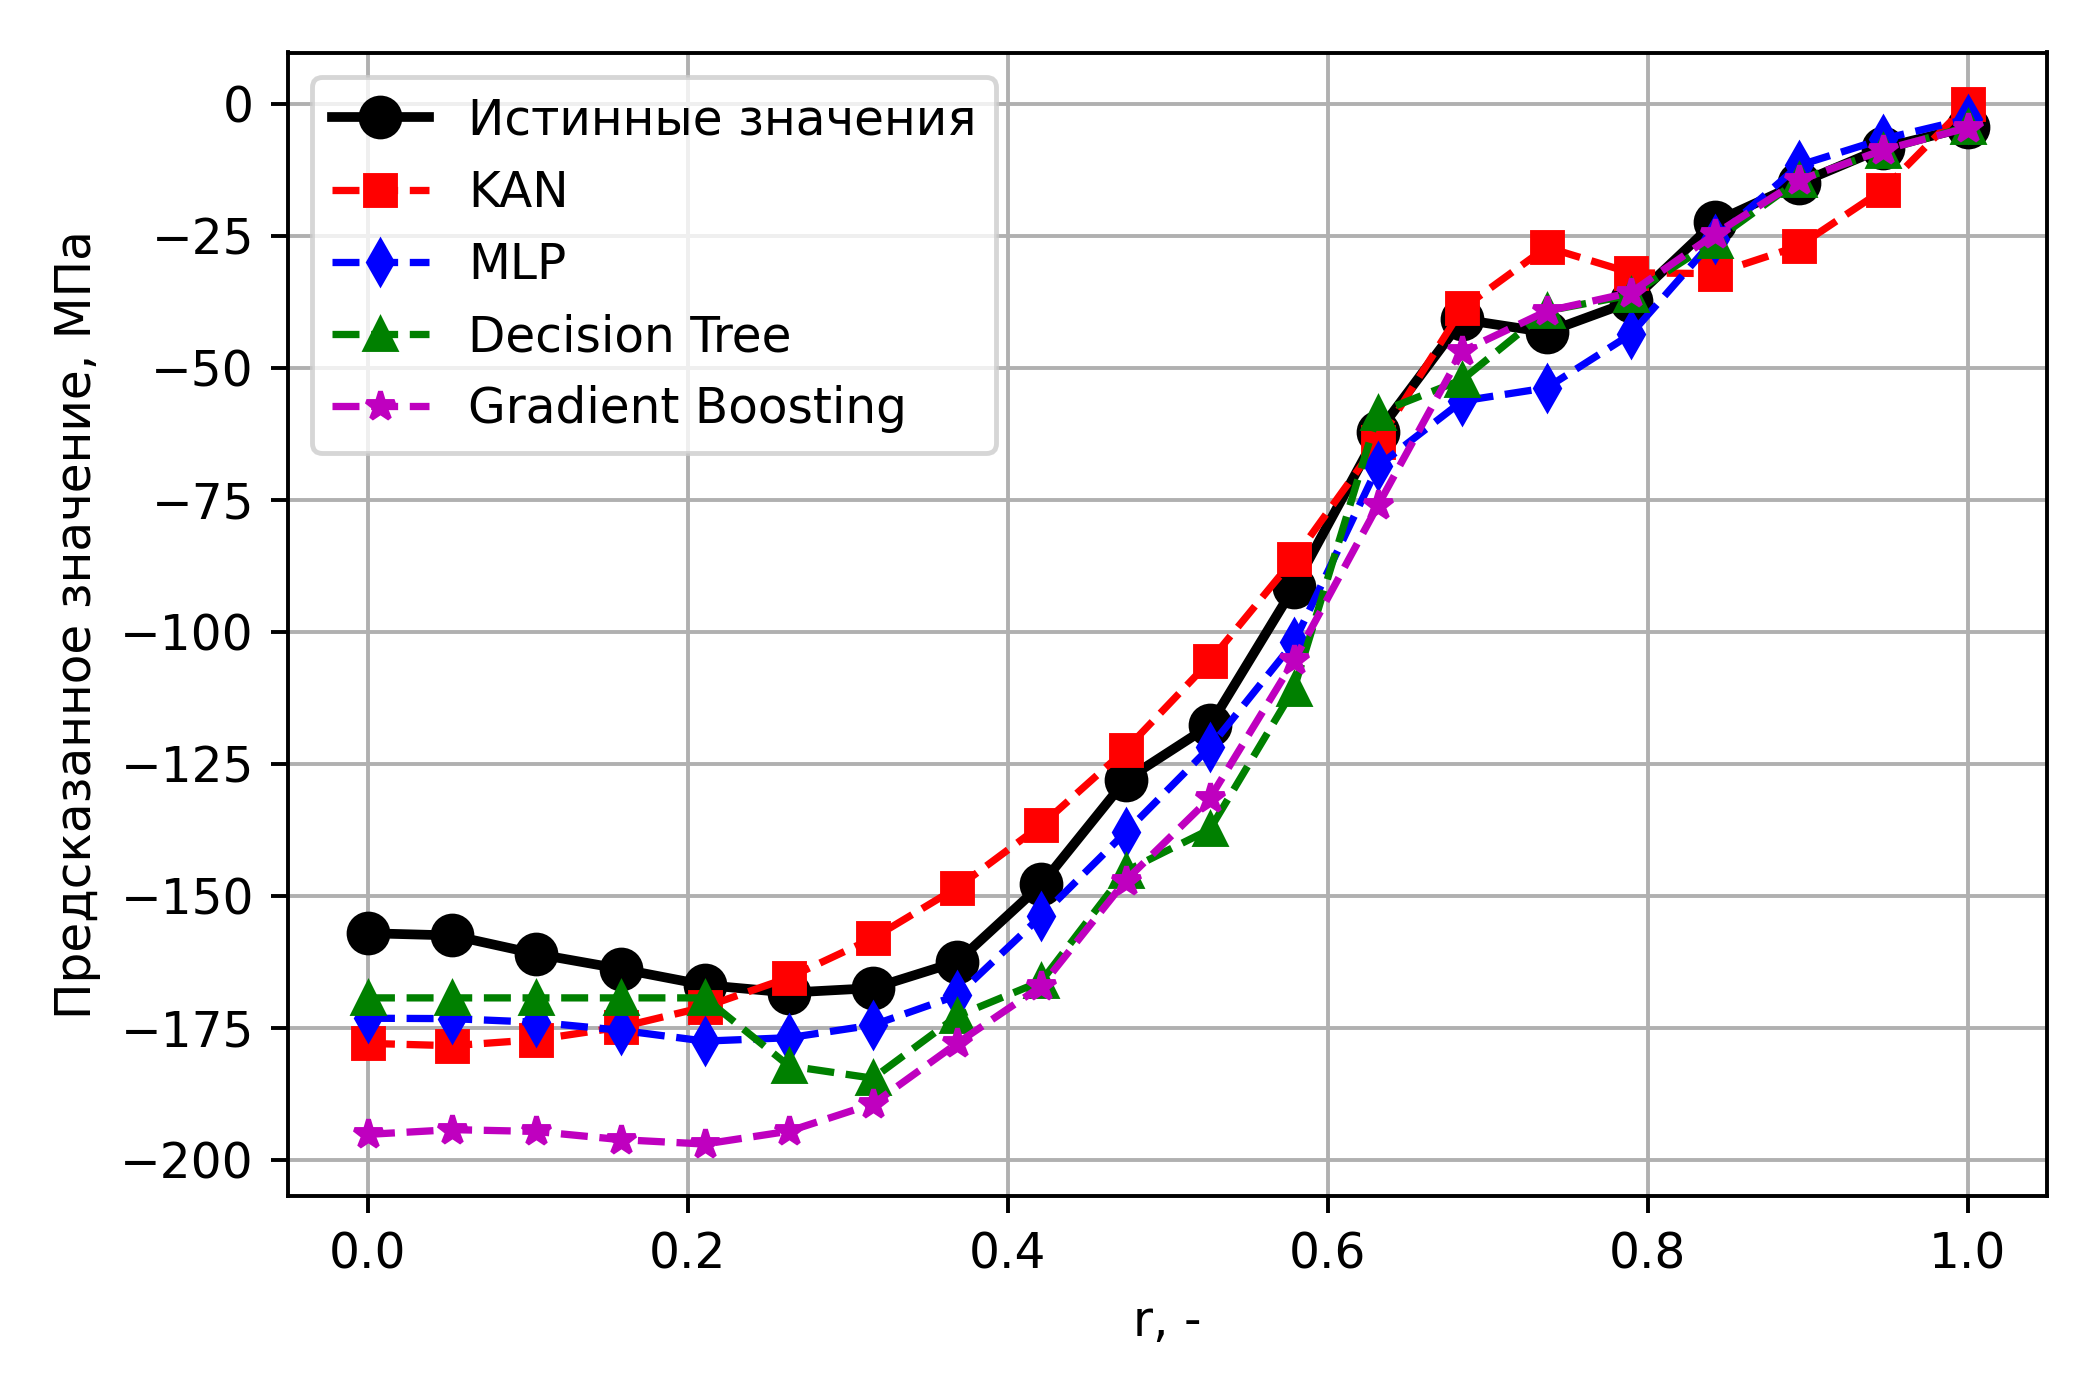 Истинные значения
KAN
MLP
Decision Tree
Gradient Boosting
Предсказанное значение, МПа
0
−25
−50
−75
−100
−125
−150
−175
−200
0.0 0.2 0.4 0.6 0.8 1.0
r, -